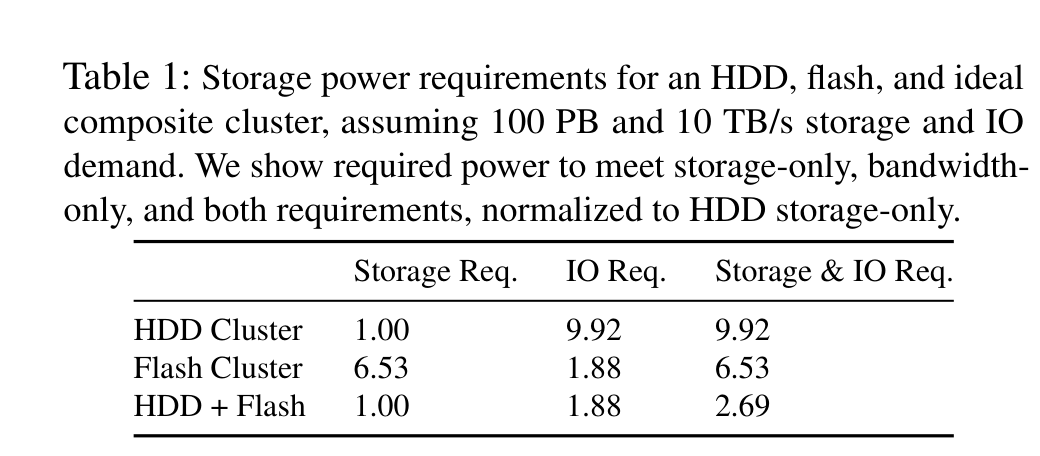 Table 1: Storage power requirements for an HDD, flash, and ideal
composite cluster, assuming 100 PB and 10 TB/s storage and IO
demand. We show required power to meet storage-only, bandwidth-
only, and both requirements, normalized to HDD storage-only.
Storage Req. IO Req. Storage & IO Req.
HDD Cluster 1.00 9.92 9.92
Flash Cluster 6.53 1.88 6.53
HDD + Flash 1.00 1.88 2.69